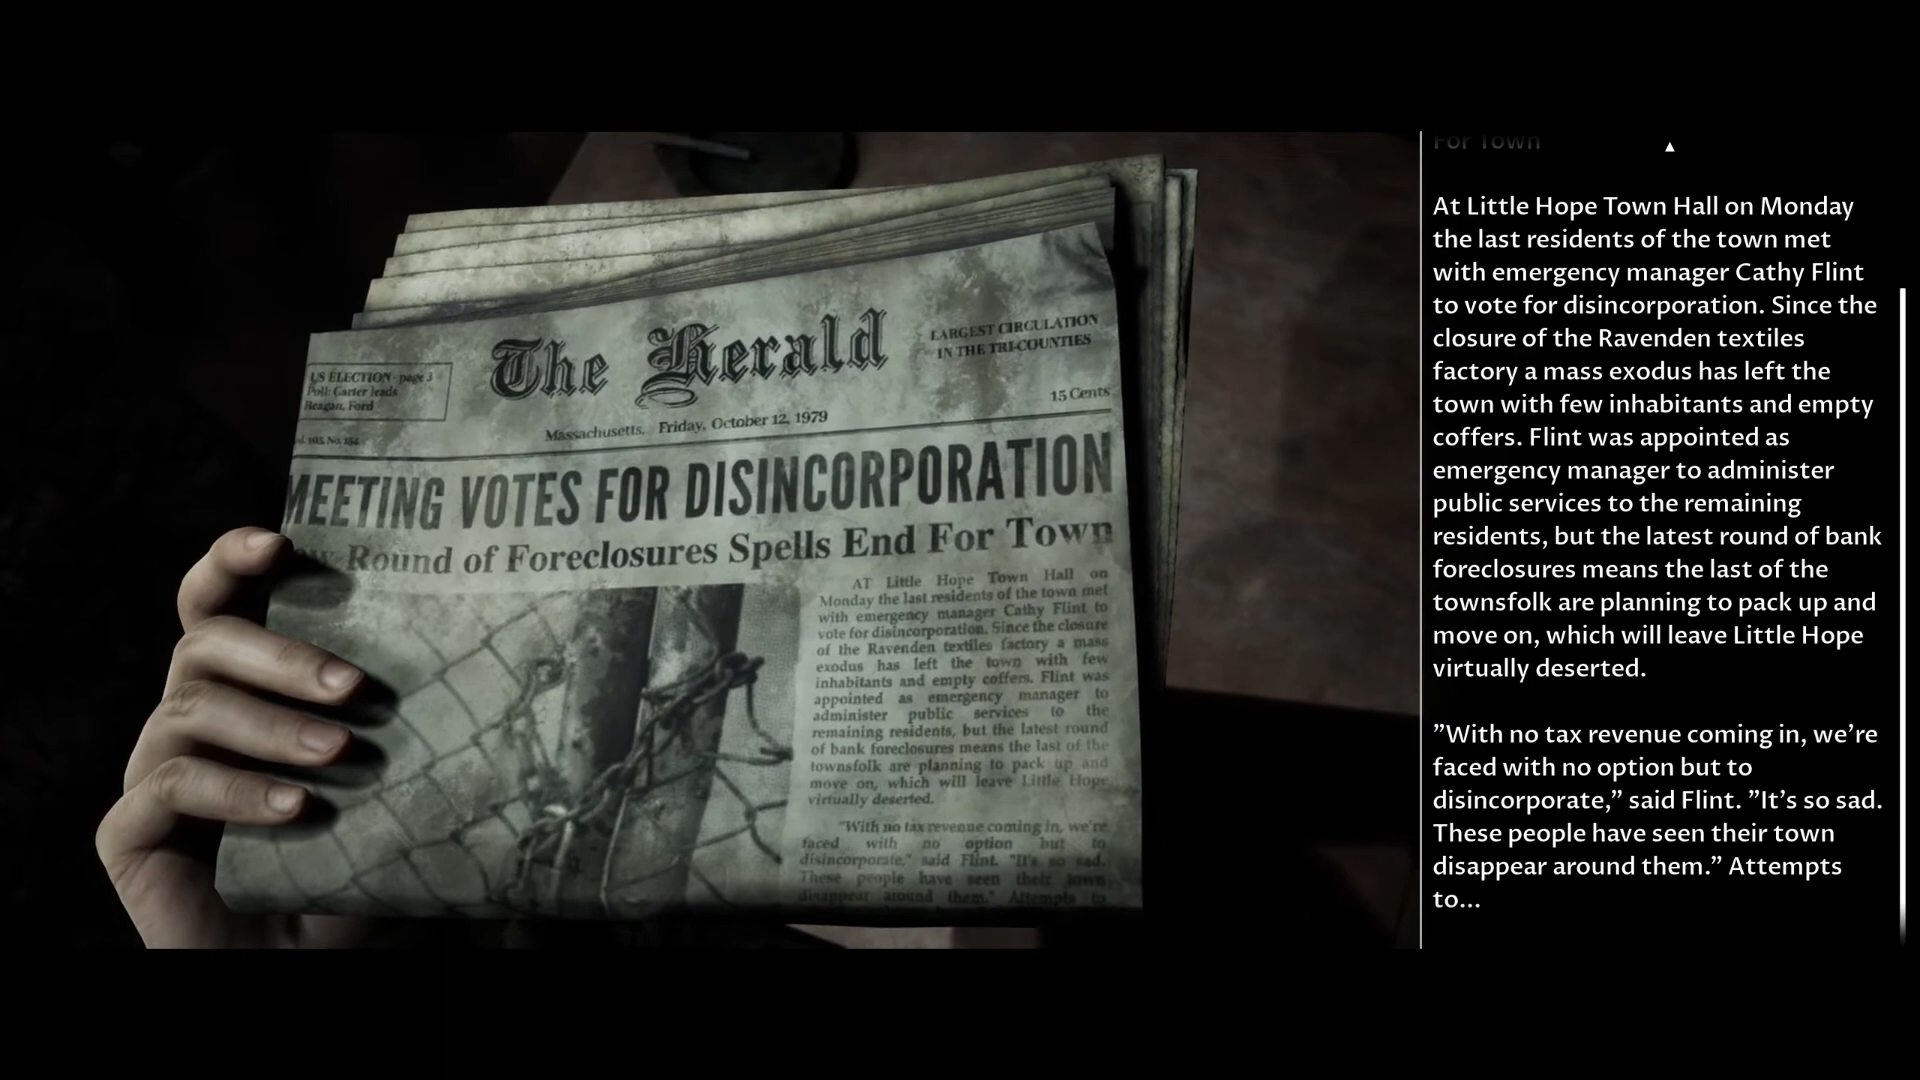 The Herald
LARGEST CIRCULATION
IN THE TRI-COUNTIES
US ELECTION - page 3
Poll: Carter leads
Reagan, Ford
15 Cents
Massachusetts. Friday, October 12, 1979
No. 184
MEETING VOTES FOR DISINCORPORATION
Round of Foreclosures Spells End For Town
AT Little Hope Town Hall on
Monday the last residents of the town met
with emergency manager Cathy Flint to
vote for disincorporation. Since the closure
of the Ravenden textiles factory a mass
exodus has left the town with few
inhabitants and empty coffers. Flint was
appointed as emergency manager to
administer public services to the
remaining residents, but the latest round
of bank foreclosures means the last of the
townsfolk are planning to pack up and
move on, which will leave Little Hope
virtually deserted.
"With no tax revenue coming in, we're
faced with no option but to
disincorporate," said Flint. "It's so sad.
These people have seen their town
disappear around them." Attempts to
For Town
At Little Hope Town Hall on Monday
the last residents of the town met
with emergency manager Cathy Flint
to vote for disincorporation. Since the
closure of the Ravenden textiles
factory a mass exodus has left the
town with few inhabitants and empty
coffers. Flint was appointed as
emergency manager to administer
public services to the remaining
residents, but the latest round of bank
foreclosures means the last of the
townsfolk are planning to pack up and
move on, which will leave Little Hope
virtually deserted.
”With no tax revenue coming in, we’re
faced with no option but to
disincorporate,” said Flint. ”It’s so sad.
These people have seen their town
disappear around them.” Attempts
to...